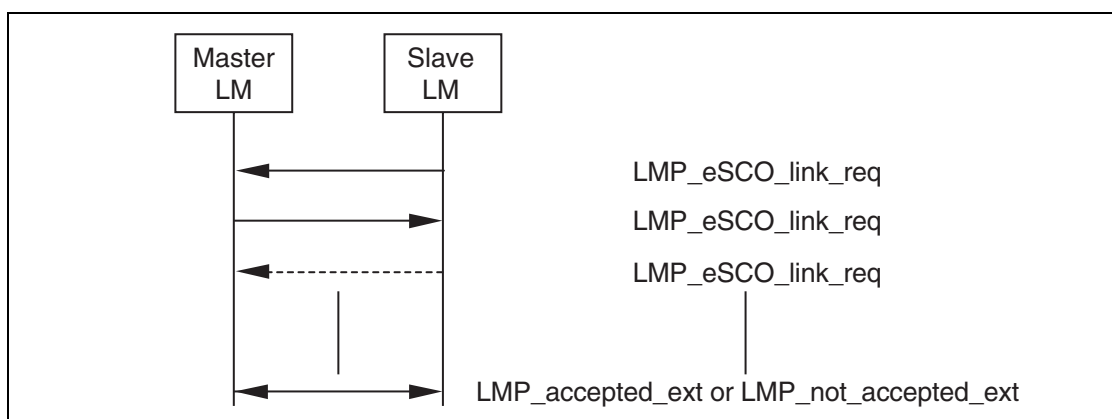 Master
LM
Slave
LM
LMP_eSCO_link_req
LMP_eSCO_link_req
LMP_eSCO_link_req
LMP_accepted_ext or LMP_not_accepted_ext